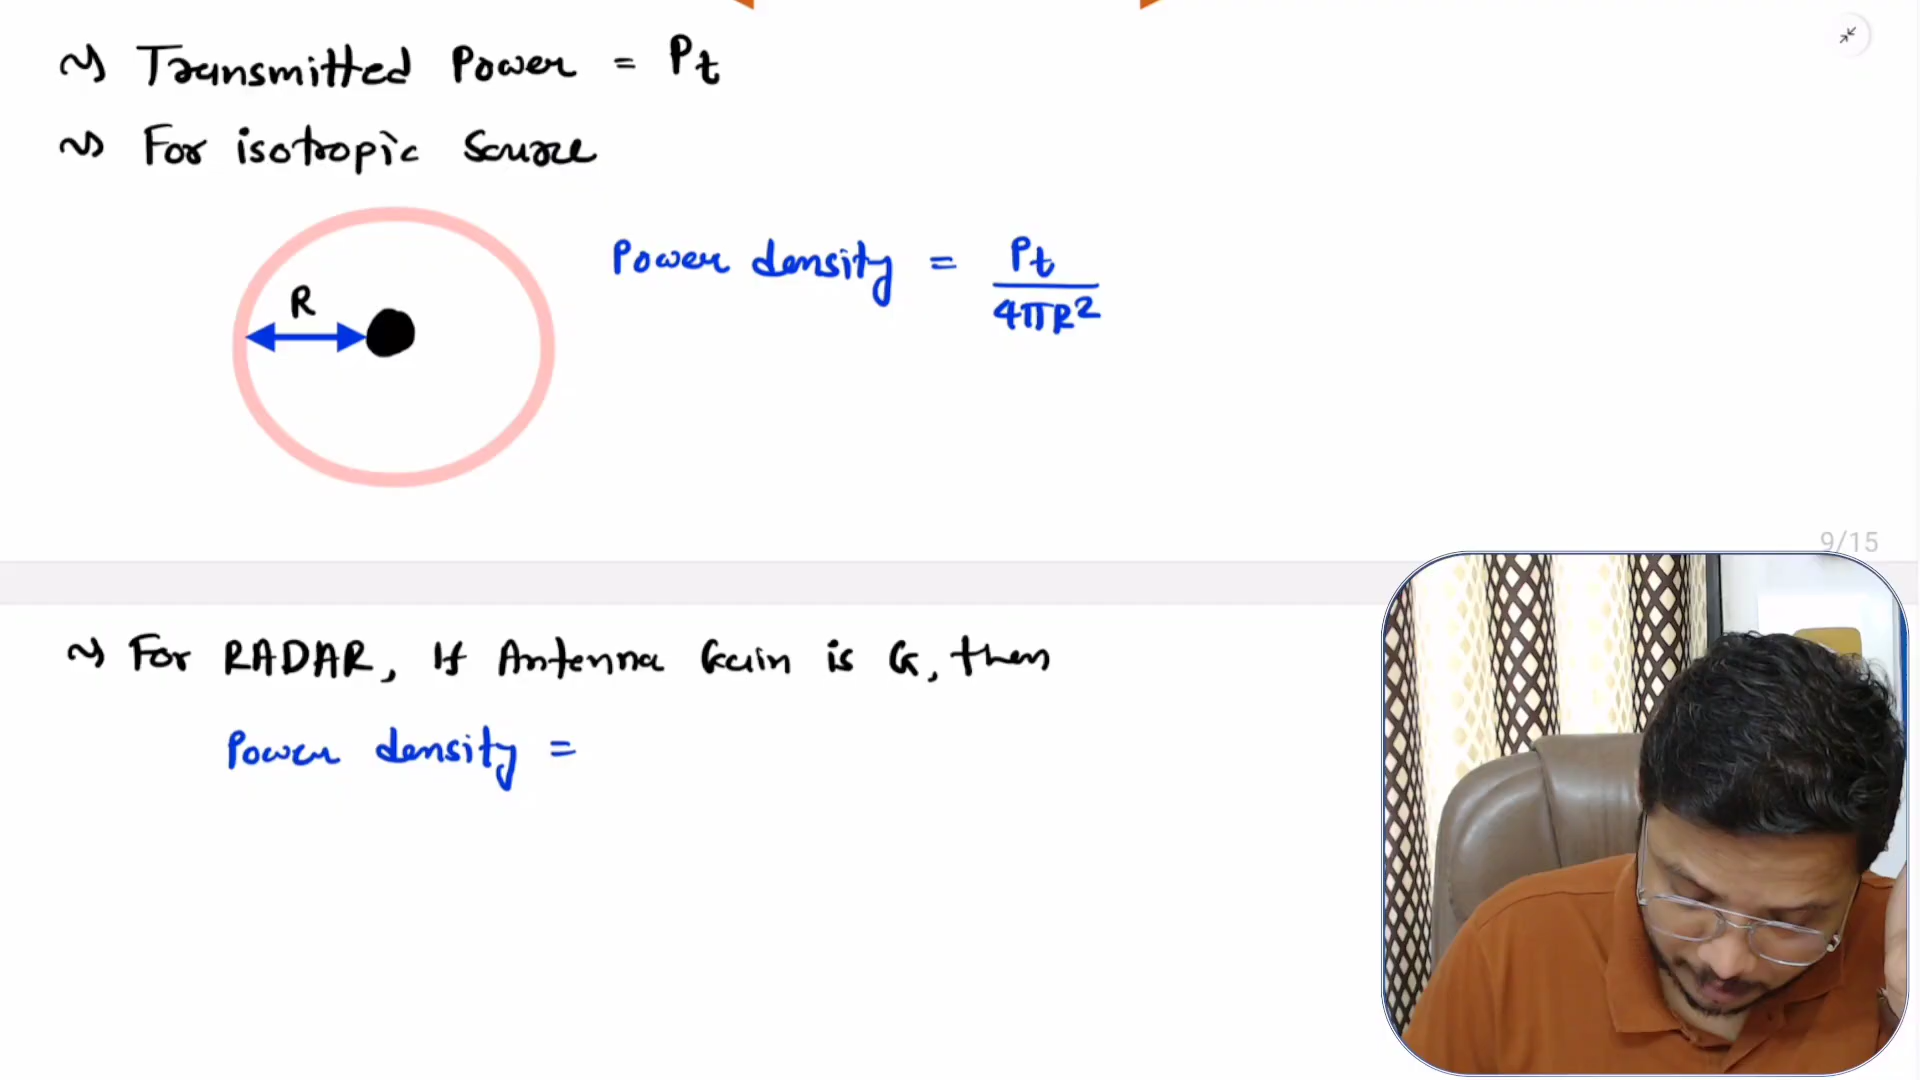 ~> Transmitted Power = Pt
~> For isotropic Source
R
Power density = Pt / 4πR²
9/15
~> For RADAR, If Antenna Gain is G, then
Power density =